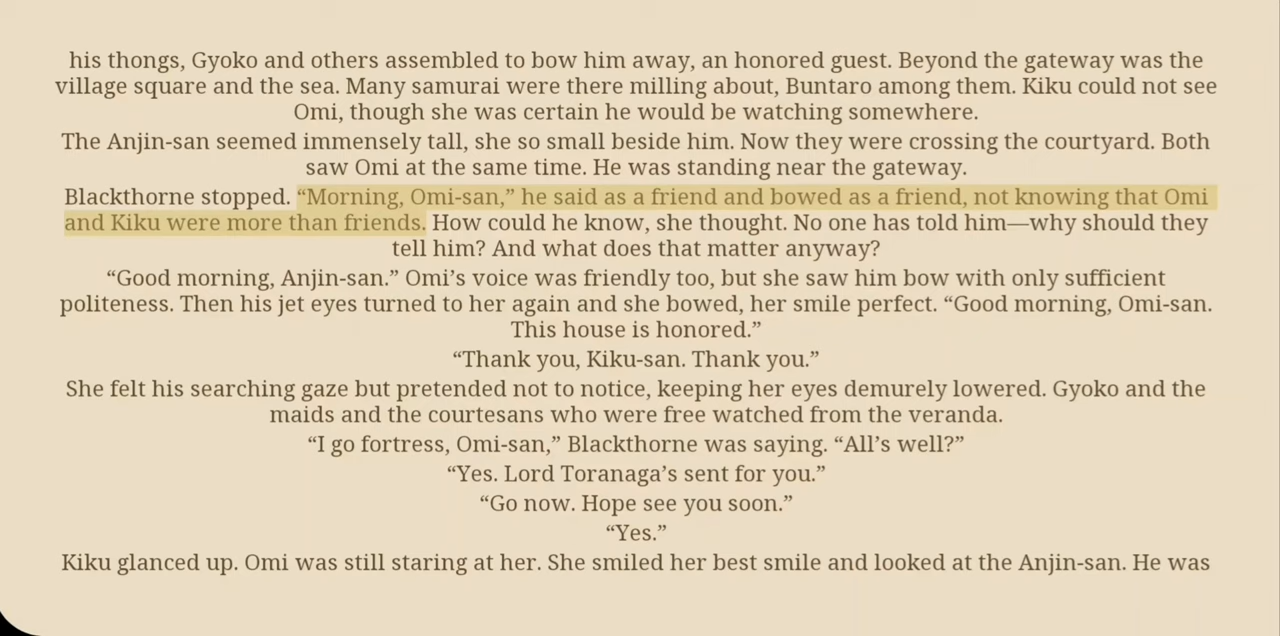 his thongs, Gyoko and others assembled to bow him away, an honored guest. Beyond the gateway was the
village square and the sea. Many samurai were there milling about, Buntaro among them. Kiku could not see
Omi, though she was certain he would be watching somewhere.
The Anjin-san seemed immensely tall, she so small beside him. Now they were crossing the courtyard. Both
saw Omi at the same time. He was standing near the gateway.
Blackthorne stopped. “Morning, Omi-san,” he said as a friend and bowed as a friend, not knowing that Omi
and Kiku were more than friends. How could he know, she thought. No one has told him—why should they
tell him? And what does that matter anyway?
“Good morning, Anjin-san.” Omi’s voice was friendly too, but she saw him bow with only sufficient
politeness. Then his jet eyes turned to her again and she bowed, her smile perfect. “Good morning, Omi-san.
This house is honored.”
“Thank you, Kiku-san. Thank you.”
She felt his searching gaze but pretended not to notice, keeping her eyes demurely lowered. Gyoko and the
maids and the courtesans who were free watched from the veranda.
“I go fortress, Omi-san,” Blackthorne was saying. “All’s well?”
“Yes. Lord Toranaga’s sent for you.”
“Go now. Hope see you soon.”
“Yes.”
Kiku glanced up. Omi was still staring at her. She smiled her best smile and looked at the Anjin-san. He was